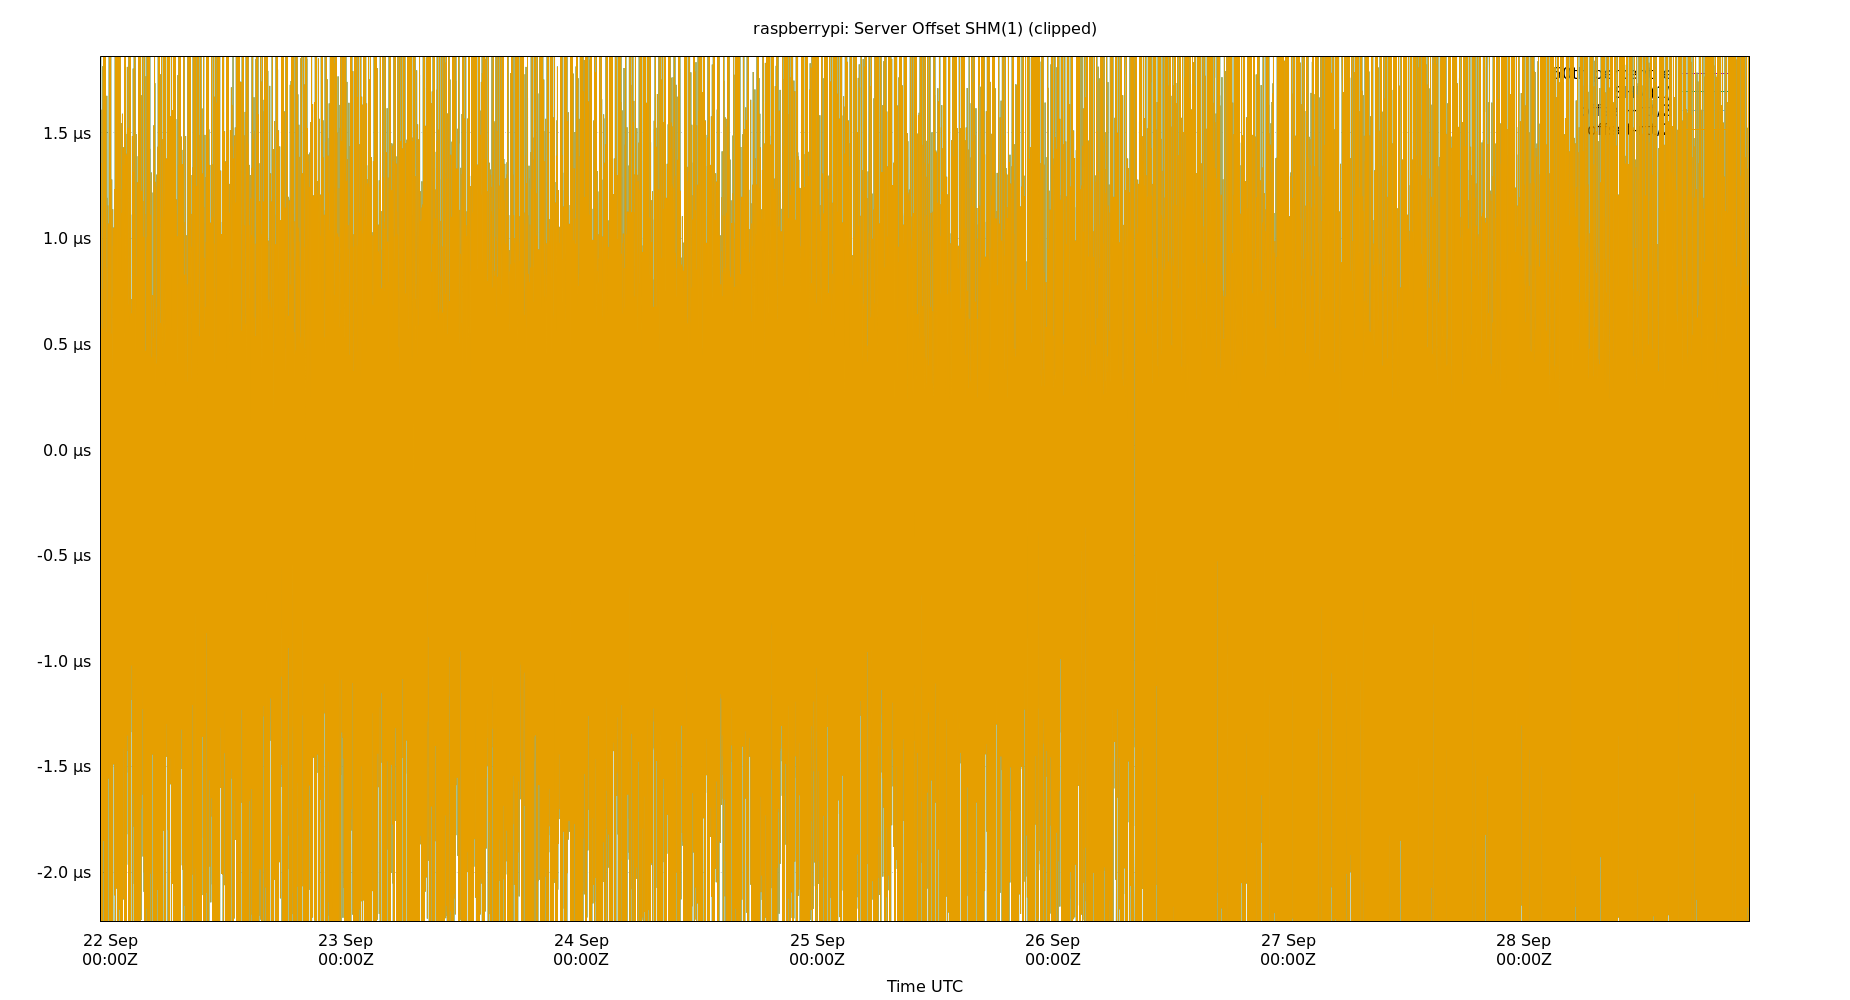 raspberrypi: Server Offset SHM(1) (clipped)
1.5 µs
1.0 µs
0.5 µs
0.0 µs
-0.5 µs
-1.0 µs
-1.5 µs
-2.0 µs
22 Sep 23 Sep 24 Sep 25 Sep 26 Sep 27 Sep 28 Sep
00:00Z 00:00Z 00:00Z 00:00Z 00:00Z 00:00Z 00:00Z
Time UTC